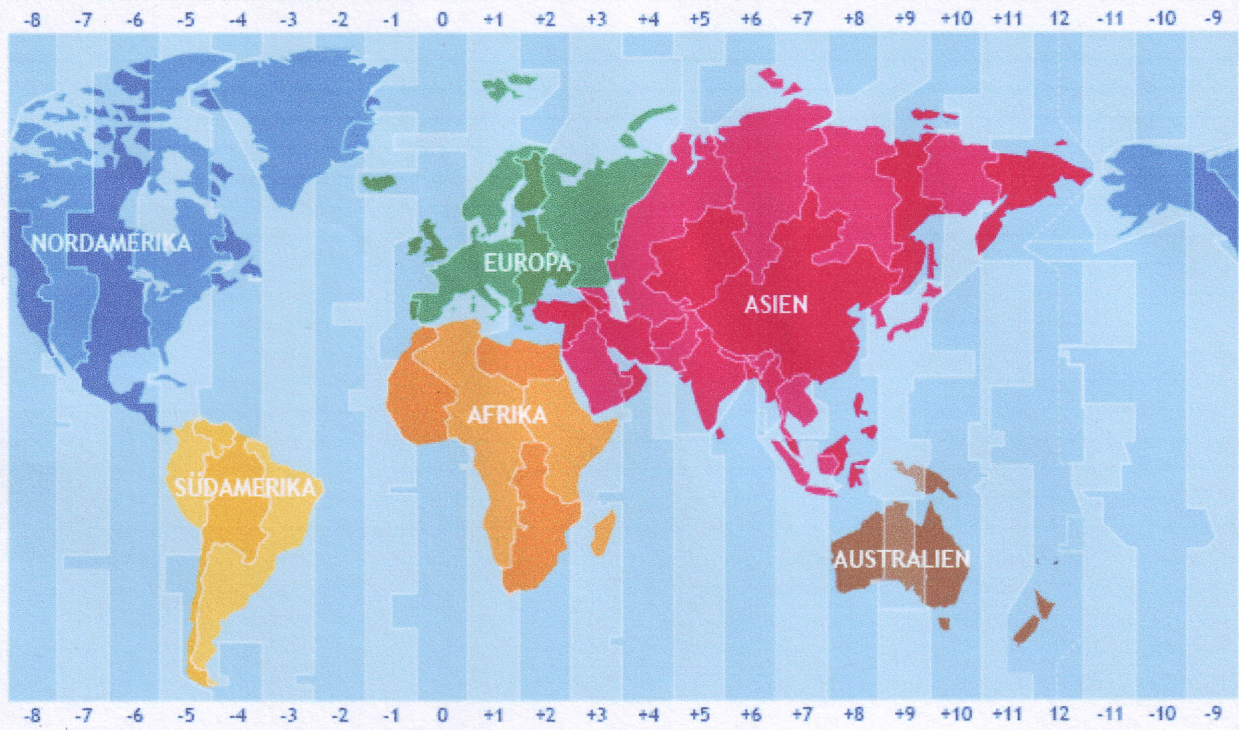 -8 -7 -6 -5 -4 -3 -2 -1 0 +1 +2 +3 +4 +5 +6 +7 +8 +9 +10 +11 12 -11 -10 -9
NORDAMERIKA
EUROPA
ASIEN
AFRIKA
SÜDAMERIKA
AUSTRALIEN
-8 -7 -6 -5 -4 -3 -2 -1 0 +1 +2 +3 +4 +5 +6 +7 +8 +9 +10 +11 12 -11 -10 -9